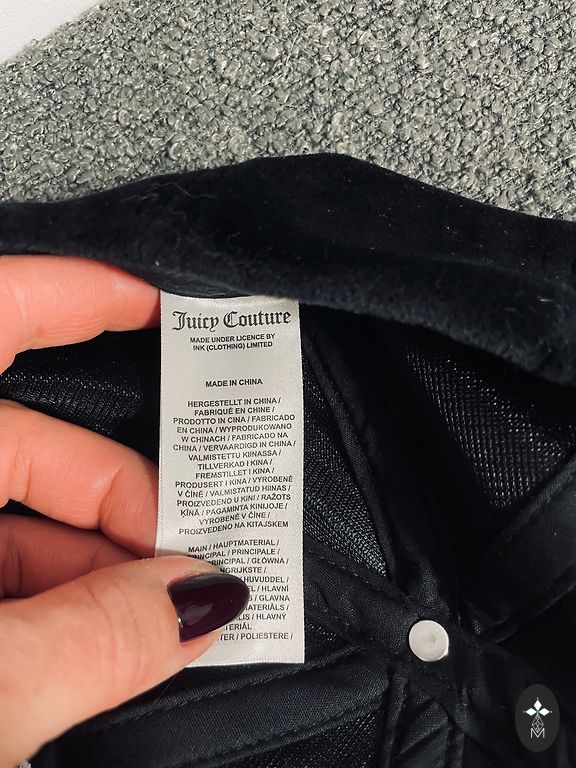 Juicy Couture
MADE UNDER LICENCE BY
INK (CLOTHING) LIMITED
MADE IN CHINA
HERGESTELLT IN CHINA /
FABRIQUÉ EN CHINE /
PRODOTTO IN CINA / FABRICADO
EN CHINA / WYPRODUKOWANO
W CHINACH / FABRICADO NA
CHINA / VERVAARDIGD IN CHINA /
VALMISTETTU KIINASSA /
TILLVERKAD I KINA /
FREMSTILLET I KINA /
PRODUSERT I KINA / VYROBENÉ
V ČÍNĚ / VALMISTATUD HIINAS /
PROIZVEDENO U KINI / RAŽOTS
ĶĪNĀ / PAGAMINTA KINIJOJE /
VYROBENÉ V ČÍNE /
PROIZVEDENO NA KITAJSKEM
MAIN / HAUPTMATERIAL /
PRINCIPAL / PRINCIPALE /
PRINCIPAL / GŁÓWNA /
/ HUVUDDEL /
/ HLAVNÍ
/ GLAVNA
/ HLAVNÝ
/ POLIESTERE /